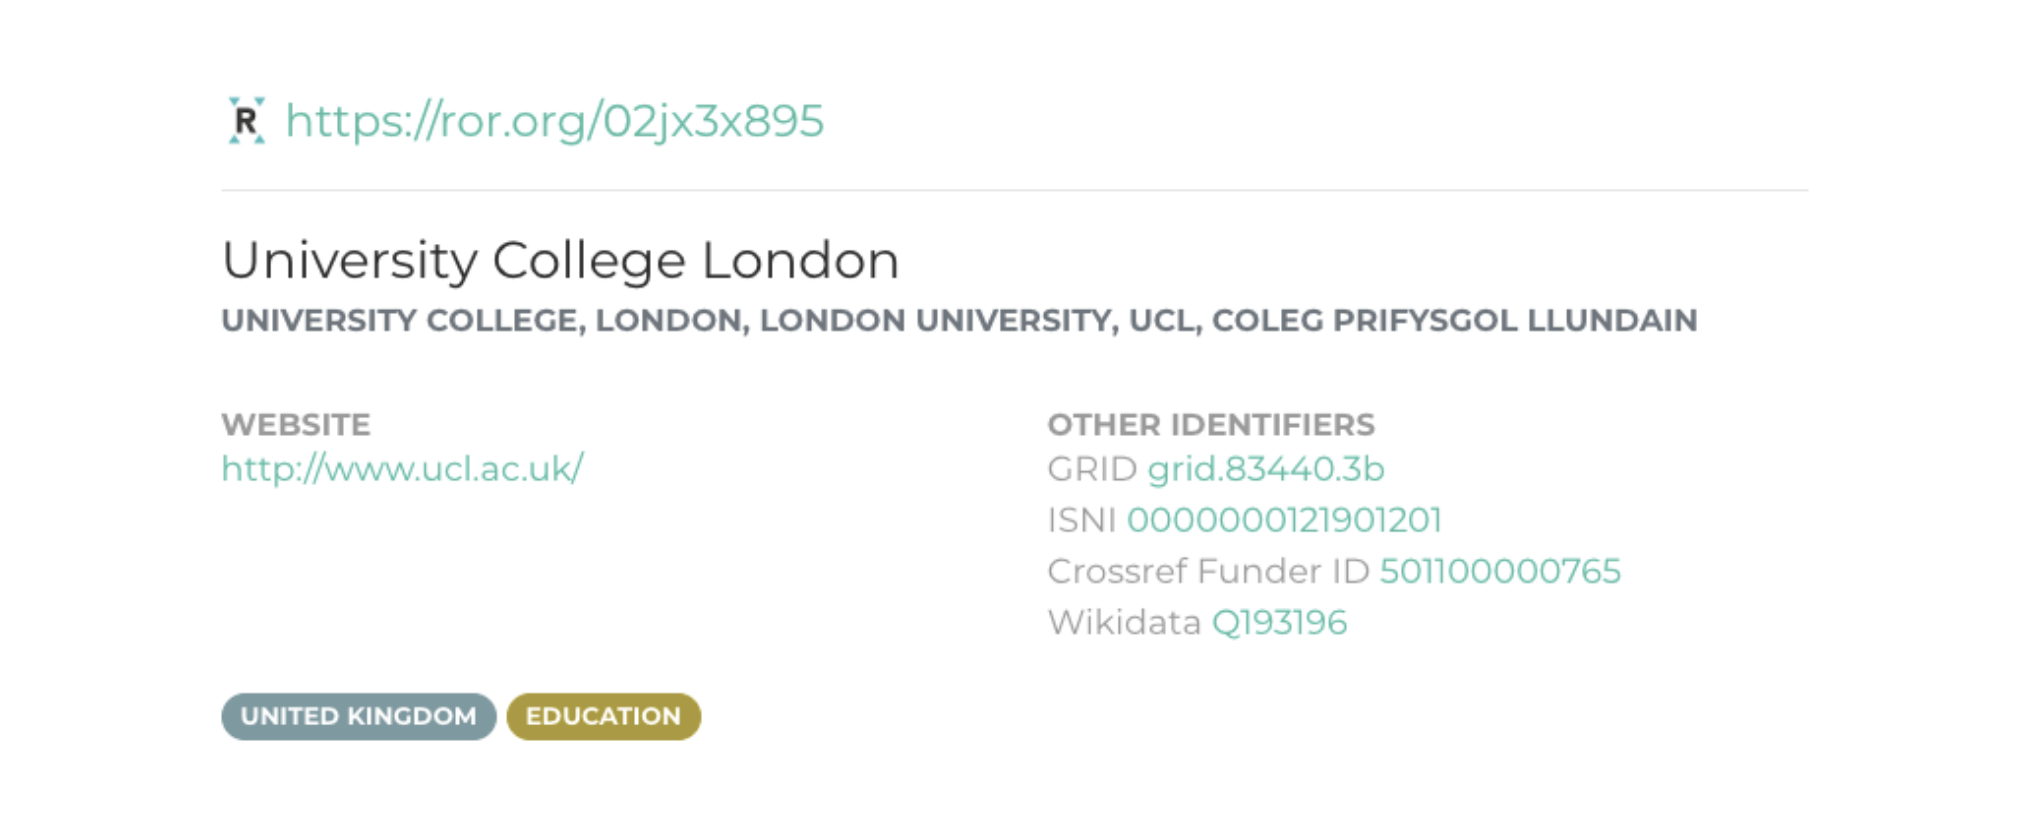 R https://ror.org/02jx3x895
University College London
UNIVERSITY COLLEGE, LONDON, LONDON UNIVERSITY, UCL, COLEG PRIFYSGOL LLUNDAIN
WEBSITE
http://www.ucl.ac.uk/
OTHER IDENTIFIERS
GRID grid.83440.3b
ISNI 0000000121901201
Crossref Funder ID 501100000765
Wikidata Q193196
UNITED KINGDOM
EDUCATION